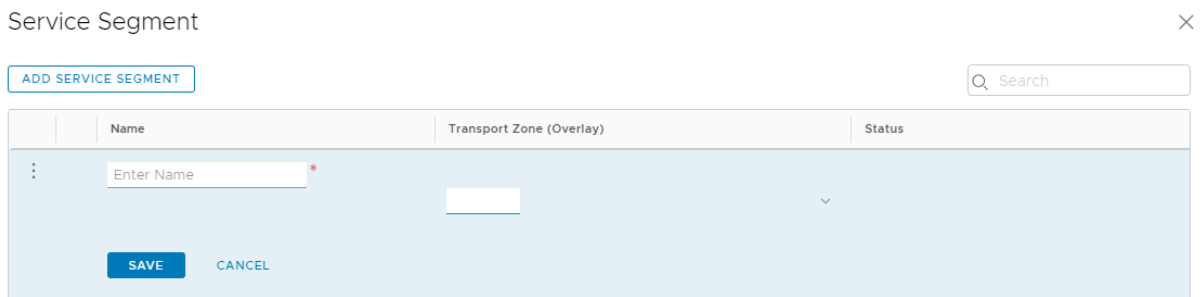 Service Segment
ADD SERVICE SEGMENT
Search
Name Transport Zone (Overlay) Status
Enter Name *
SAVE CANCEL